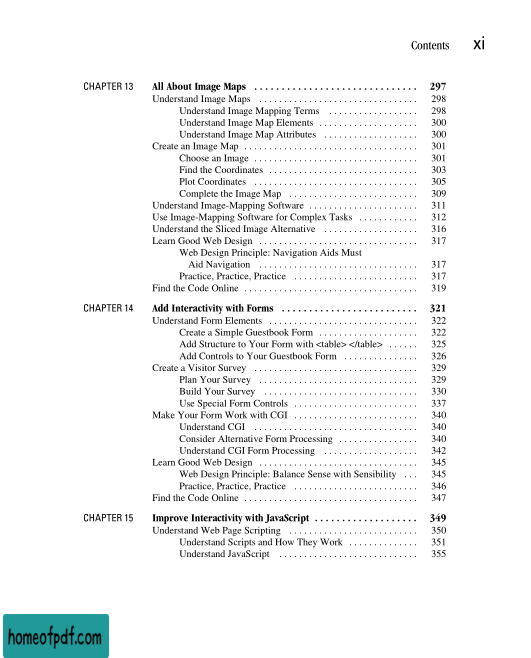 Contents xi
CHAPTER 13 All About Image Maps . . . . . . . . . . . . . . . . . . . . . . . . . . . . . . 297
Understand Image Maps . . . . . . . . . . . . . . . . . . . . . . . . . . . . . . . . 298
Understand Image Mapping Terms . . . . . . . . . . . . . . . . . . 298
Understand Image Map Elements . . . . . . . . . . . . . . . . . . . . 300
Understand Image Map Attributes . . . . . . . . . . . . . . . . . . . 300
Create an Image Map . . . . . . . . . . . . . . . . . . . . . . . . . . . . . . . . . . . 301
Choose an Image . . . . . . . . . . . . . . . . . . . . . . . . . . . . . . . . . 301
Find the Coordinates . . . . . . . . . . . . . . . . . . . . . . . . . . . . . . 303
Plot Coordinates . . . . . . . . . . . . . . . . . . . . . . . . . . . . . . . . . 305
Complete the Image Map . . . . . . . . . . . . . . . . . . . . . . . . . . 309
Understand Image-Mapping Software . . . . . . . . . . . . . . . . . . . . . . 311
Use Image-Mapping Software for Complex Tasks . . . . . . . . . . . . 312
Understand the Sliced Image Alternative . . . . . . . . . . . . . . . . . . . 316
Learn Good Web Design . . . . . . . . . . . . . . . . . . . . . . . . . . . . . . . . 317
Web Design Principle: Navigation Aids Must
Aid Navigation . . . . . . . . . . . . . . . . . . . . . . . . . . . . . . . . 317
Practice, Practice, Practice . . . . . . . . . . . . . . . . . . . . . . . . . 317
Find the Code Online . . . . . . . . . . . . . . . . . . . . . . . . . . . . . . . . . . . 319
CHAPTER 14 Add Interactivity with Forms . . . . . . . . . . . . . . . . . . . . . . . . . 321
Understand Form Elements . . . . . . . . . . . . . . . . . . . . . . . . . . . . . . 322
Create a Simple Guestbook Form . . . . . . . . . . . . . . . . . . . . 322
Add Structure to Your Form with <table> </table> . . . . . . 325
Add Controls to Your Guestbook Form . . . . . . . . . . . . . . . 326
Create a Visitor Survey . . . . . . . . . . . . . . . . . . . . . . . . . . . . . . . . . 329
Plan Your Survey . . . . . . . . . . . . . . . . . . . . . . . . . . . . . . . . 329
Build Your Survey . . . . . . . . . . . . . . . . . . . . . . . . . . . . . . . 330
Use Special Form Controls . . . . . . . . . . . . . . . . . . . . . . . . . 337
Make Your Form Work with CGI . . . . . . . . . . . . . . . . . . . . . . . . . 340
Understand CGI . . . . . . . . . . . . . . . . . . . . . . . . . . . . . . . . . 340
Consider Alternative Form Processing . . . . . . . . . . . . . . . . 340
Understand CGI Form Processing . . . . . . . . . . . . . . . . . . . 342
Learn Good Web Design . . . . . . . . . . . . . . . . . . . . . . . . . . . . . . . . 345
Web Design Principle: Balance Sense with Sensibility . . . 345
Practice, Practice, Practice . . . . . . . . . . . . . . . . . . . . . . . . . 346
Find the Code Online . . . . . . . . . . . . . . . . . . . . . . . . . . . . . . . . . . . 347
CHAPTER 15 Improve Interactivity with JavaScript . . . . . . . . . . . . . . . . . . . 349
Understand Web Page Scripting . . . . . . . . . . . . . . . . . . . . . . . . . . 350
Understand Scripts and How They Work . . . . . . . . . . . . . . 351
Understand JavaScript . . . . . . . . . . . . . . . . . . . . . . . . . . . . 355
homeofpdf.com